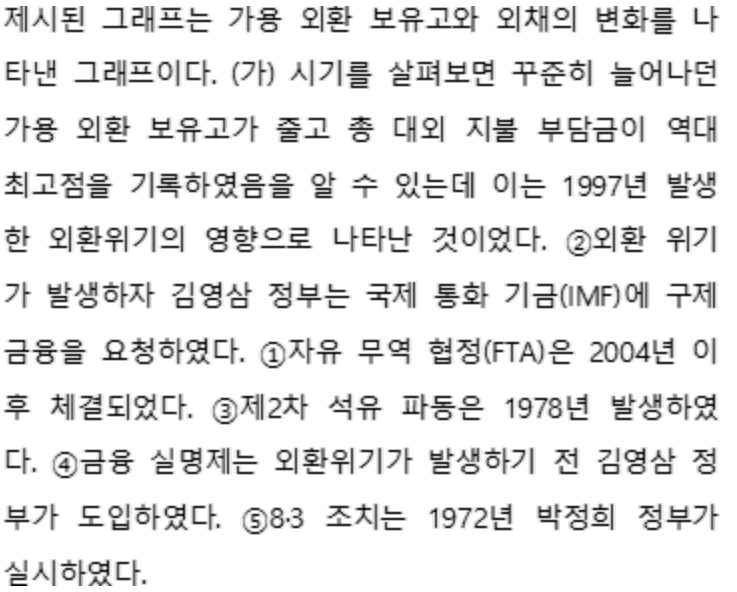 제시된 그래프는 가용 외환 보유고와 외채의 변화를 나
타낸 그래프이다. (가) 시기를 살펴보면 꾸준히 늘어나던
가용 외환 보유고가 줄고 총 대외 지불 부담금이 역대
최고점을 기록하였음을 알 수 있는데 이는 1997년 발생
한 외환위기의 영향으로 나타난 것이었다. ②외환 위기
가 발생하자 김영삼 정부는 국제 통화 기금(IMF)에 구제
금융을 요청하였다. ①자유 무역 협정(FTA)은 2004년 이
후 체결되었다. ③제2차 석유 파동은 1978년 발생하였
다. ④금융 실명제는 외환위기가 발생하기 전 김영삼 정
부가 도입하였다. ⑤8·3 조치는 1972년 박정희 정부가
실시하였다.